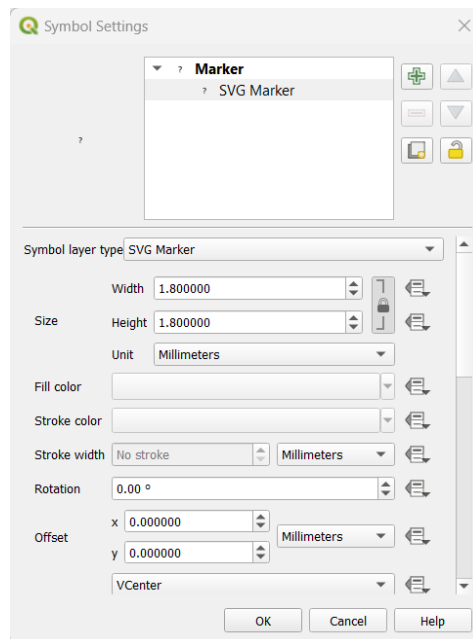 Symbol Settings
? Marker
? SVG Marker
?
Symbol layer type SVG Marker
Width 1.800000
Size
Height 1.800000
Unit Millimeters
Fill color
Stroke color
Stroke width No stroke Millimeters
Rotation 0.00 °
x 0.000000
Offset Millimeters
y 0.000000
VCenter
OK Cancel Help